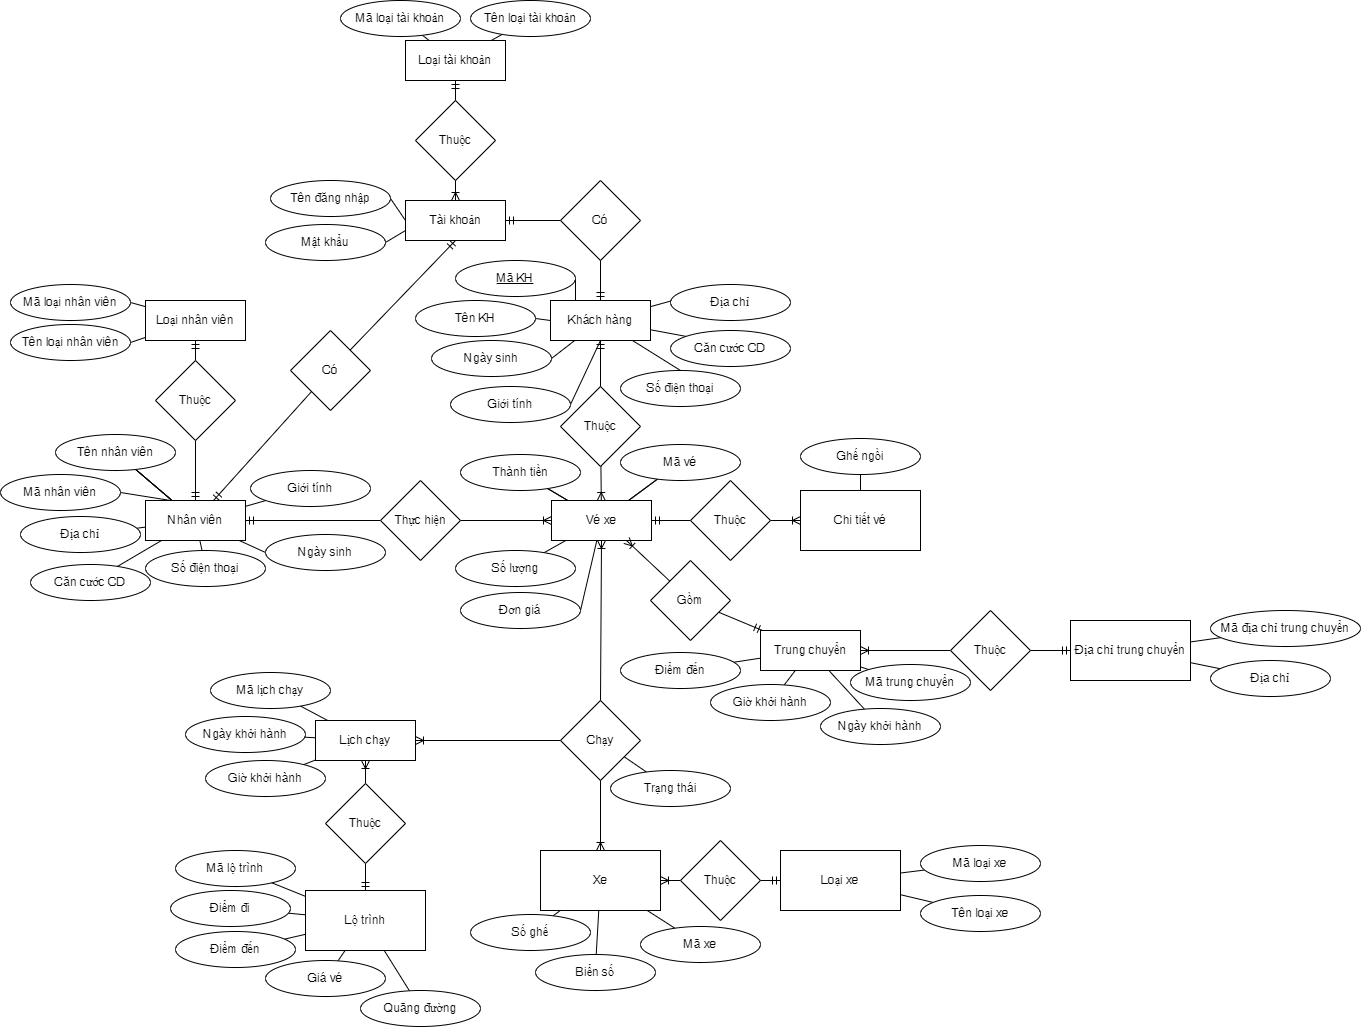 Mã loại tài khoản
Tên loại tài khoản
Loại tài khoản
Thuộc
Tên đăng nhập
Tài khoản
Có
Mật khẩu
Mã KH
Mã loại nhân viên
Loại nhân viên
Tên KH
Khách hàng
Địa chỉ
Tên loại nhân viên
Căn cước CD
Ngày sinh
Có
Số điện thoại
Thuộc
Giới tính
Thuộc
Tên nhân viên
Thành tiền
Mã vé
Ghế ngồi
Mã nhân viên
Giới tính
Nhân viên
Thực hiện
Vé xe
Thuộc
Chi tiết vé
Địa chỉ
Ngày sinh
Căn cước CD
Số điện thoại
Số lượng
Đơn giá
Gồm
Mã địa chỉ trung chuyển
Trung chuyển
Thuộc
Địa chỉ trung chuyển
Điểm đến
Mã trung chuyển
Địa chỉ
Giờ khởi hành
Ngày khởi hành
Mã lịch chạy
Ngày khởi hành
Lịch chạy
Chạy
Giờ khởi hành
Trạng thái
Thuộc
Mã lộ trình
Điểm đi
Lộ trình
Điểm đến
Giá vé
Quãng đường
Xe
Thuộc
Loại xe
Mã loại xe
Tên loại xe
Số ghế
Mã xe
Biển số